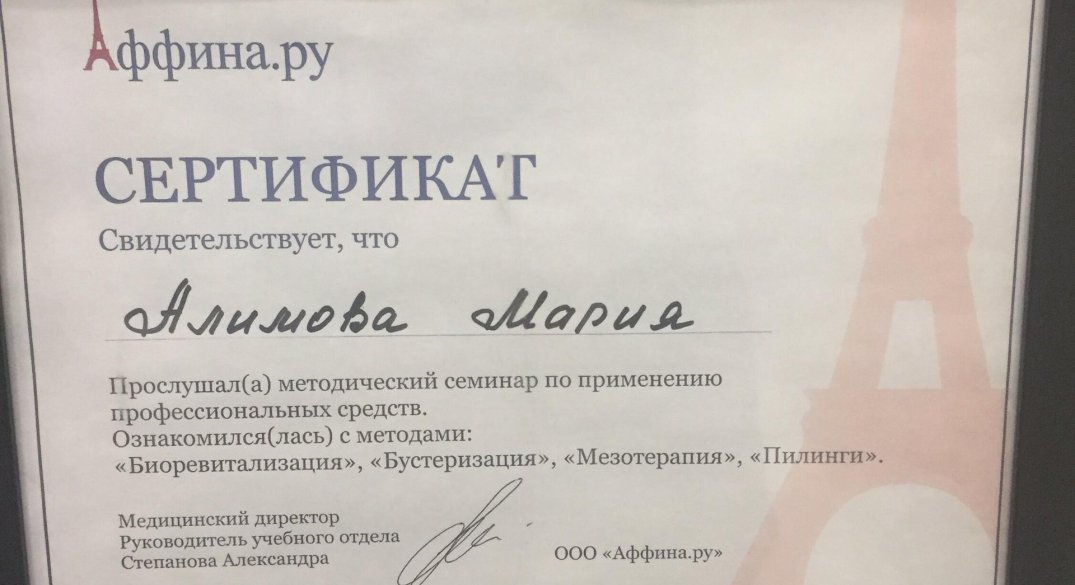 Аффина.ру
СЕРТИФИКАТ
Свидетельствует, что
Алимова Мария
Прослушал(а) методический семинар по применению
профессиональных средств.
Ознакомился(лась) с методами:
«Биоревитализация», «Бустеризация», «Мезотерапия», «Пилинги».
Медицинский директор
Руководитель учебного отдела
Степанова Александра
ООО «Аффина.ру»